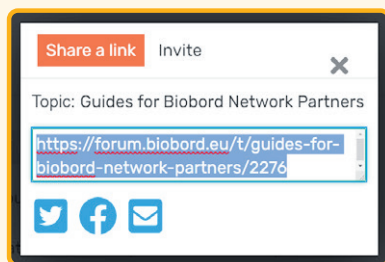 Share a link Invite
Topic: Guides for Biobord Network Partners
https://forum.biobord.eu/t/guides-for-
biobord-network-partners/2276